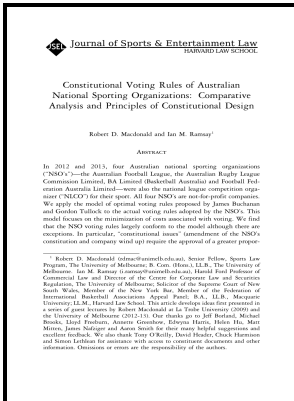 JSEL
Journal of Sports & Entertainment Law
HARVARD LAW SCHOOL
Constitutional Voting Rules of Australian
National Sporting Organizations: Comparative
Analysis and Principles of Constitutional Design
Robert D. Macdonald and Ian M. Ramsay¹
ABSTRACT
In 2012 and 2013, four Australian national sporting organizations
("NSO's")—the Australian Football League, the Australian Rugby League
Commission Limited, BA Limited (Basketball Australia) and Football Fed-
eration Australia Limited—were also the national league competition orga-
nizer ("NLCO") for their sport. All four NSO's are not-for-profit companies.
We apply the model of optimal voting rules proposed by James Buchanan
and Gordon Tullock to the actual voting rules adopted by the NSO's. This
model focuses on the minimization of costs associated with voting. We find
that the NSO voting rules largely conform to the model although there are
exceptions. In particular, "constitutional issues" (amendment of the NSO's
constitution and company wind up) require the approval of a greater propor-
¹ Robert D. Macdonald (rdmac@unimelb.edu.au), Senior Fellow, Sports Law
Program, The University of Melbourne; B. Com. (Hons.), LL.B., The University of
Melbourne. Ian M. Ramsay (i.ramsay@unimelb.edu.au), Harold Ford Professor of
Commercial Law and Director of the Centre for Corporate Law and Securities
Regulation, The University of Melbourne; Solicitor of the Supreme Court of New
South Wales, Member of the New York Bar, Member of the Federation of
International Basketball Associations Appeal Panel; B.A., LL.B., Macquarie
University; LL.M., Harvard Law School. This article develops ideas first presented in
a series of guest lectures by Robert Macdonald at La Trobe University (2009) and
the University of Melbourne (2012-13). Our thanks go to Jeff Borland, Michael
Brooks, Lloyd Freeburn, Annette Greenhow, Edwyna Harris, Helen Hu, Matt
Mitten, James Nafziger and Aaron Smith for their many helpful suggestions and
excellent feedback. We also thank Tony O'Reilly, David Header, Chuck Harmison
and Simon Lethlean for assistance with access to constituent documents and other
information. Omissions or errors are the responsibility of the authors.